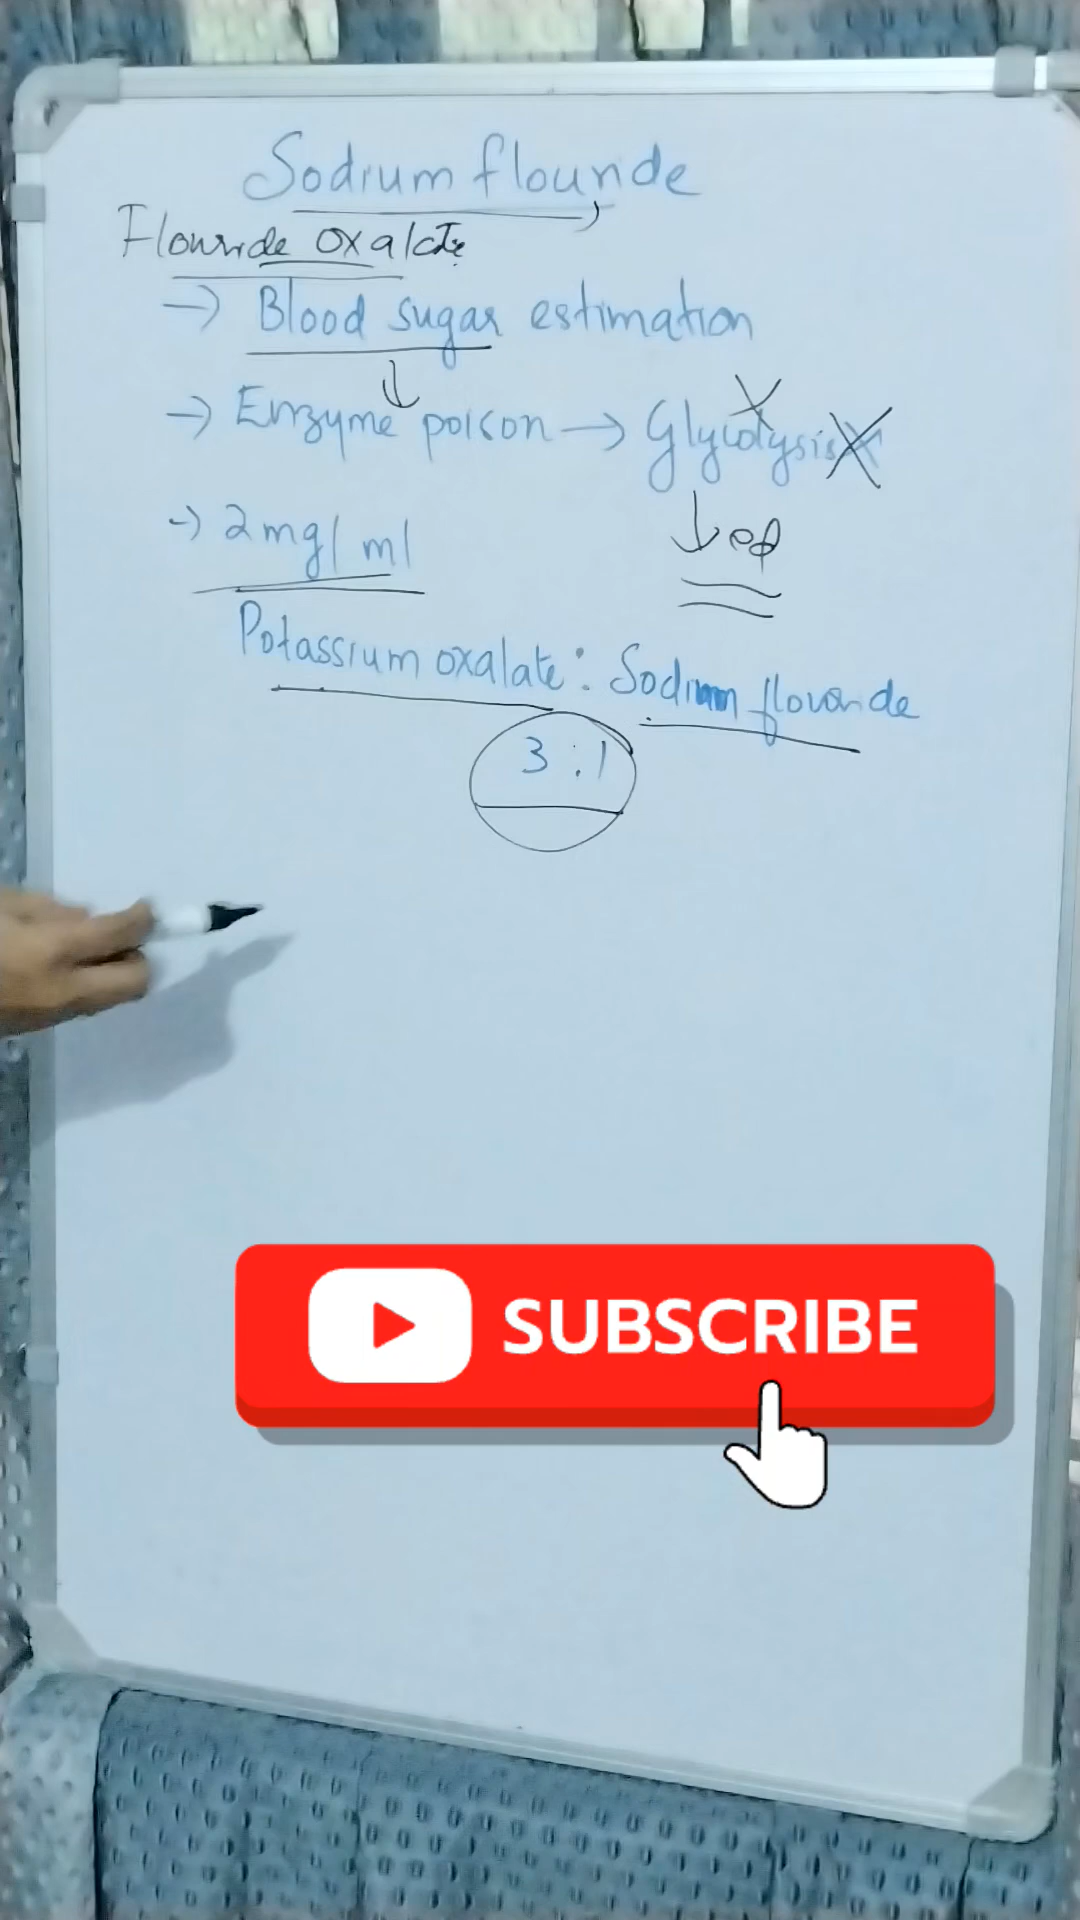 Sodium flouride
Flouride oxalate
→ Blood sugar estimation
→ Enzyme poison → Glycolysis
→ 2mg/ml
Potassium oxalate : Sodium flouride
3 : 1
SUBSCRIBE